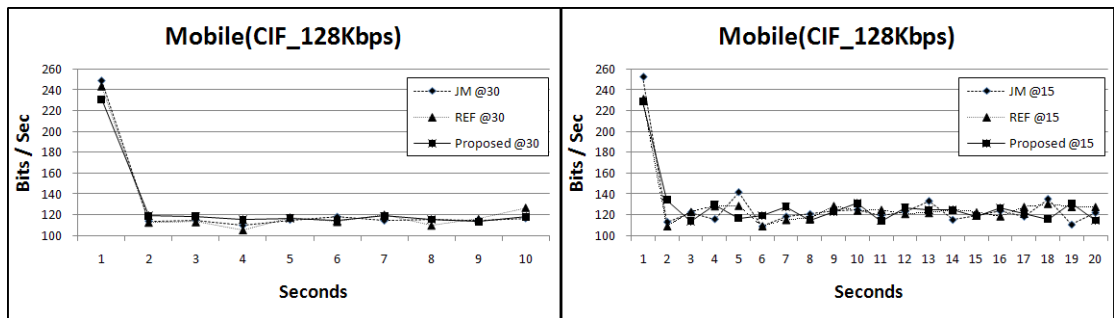 Mobile(CIF_128Kbps)
Bits / Sec
260
240
220
200
180
160
140
120
100
JM @30
REF @30
Proposed @30
1 2 3 4 5 6 7 8 9 10
Seconds
Mobile(CIF_128Kbps)
Bits / Sec
260
240
220
200
180
160
140
120
100
JM @15
REF @15
Proposed @15
1 2 3 4 5 6 7 8 9 10 11 12 13 14 15 16 17 18 19 20
Seconds